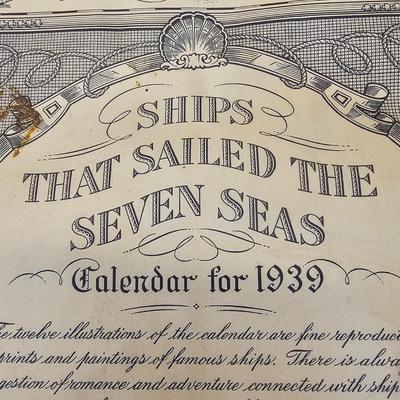 SHIPS
THAT SAILED THE
SEVEN SEAS
Calendar for 1939
twelve illustrations of the calendar are fine
prints and paintings of famous ships. There is
of romance and adventure connected with